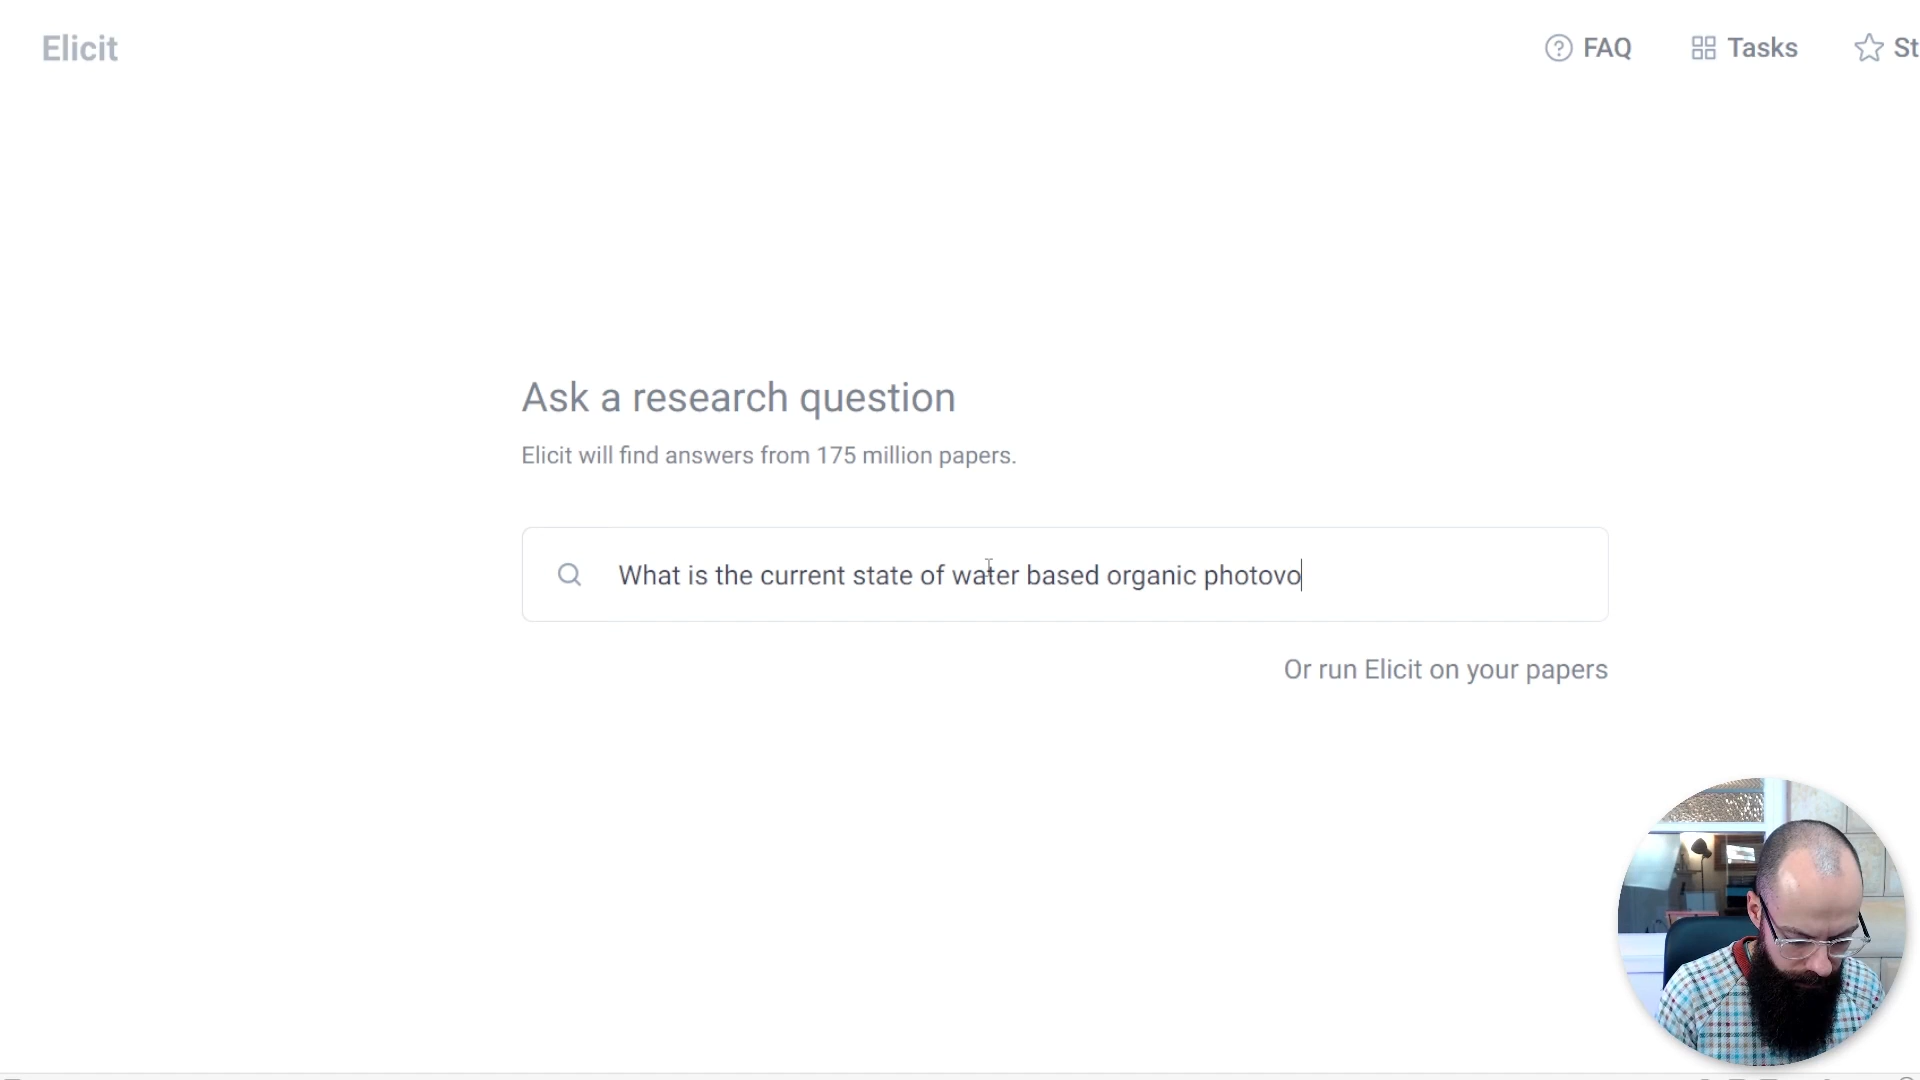 Elicit
FAQ
Tasks
St
Ask a research question
Elicit will find answers from 175 million papers.
What is the current state of water based organic photovo
Or run Elicit on your papers